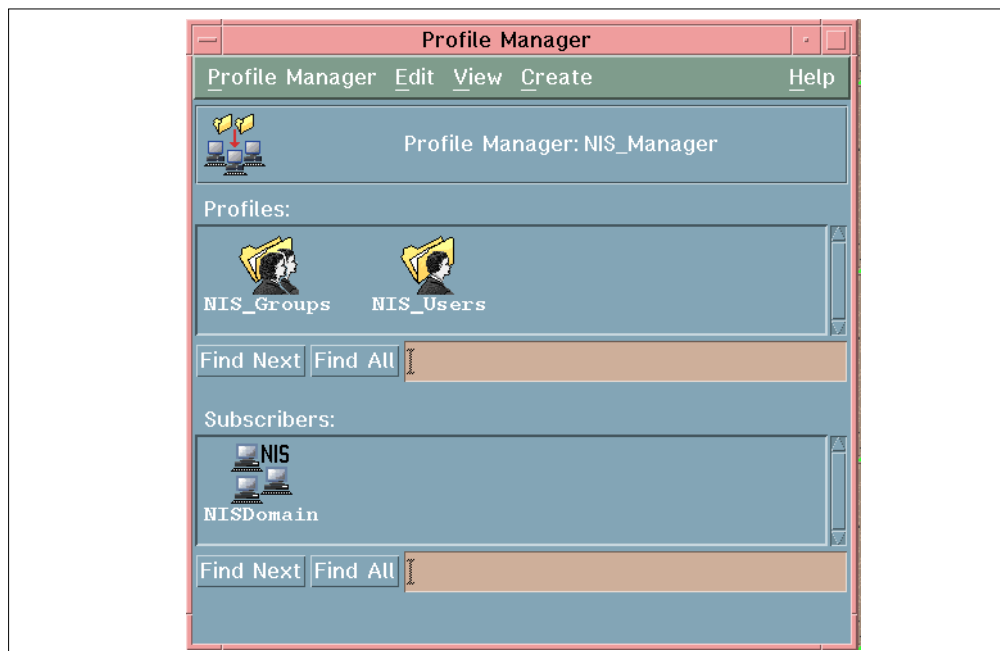 Profile Manager
Profile Manager Edit View Create Help
Profile Manager: NIS_Manager
Profiles:
NIS_Groups NIS_Users
Find Next Find All
Subscribers:
NIS
NISDomain
Find Next Find All